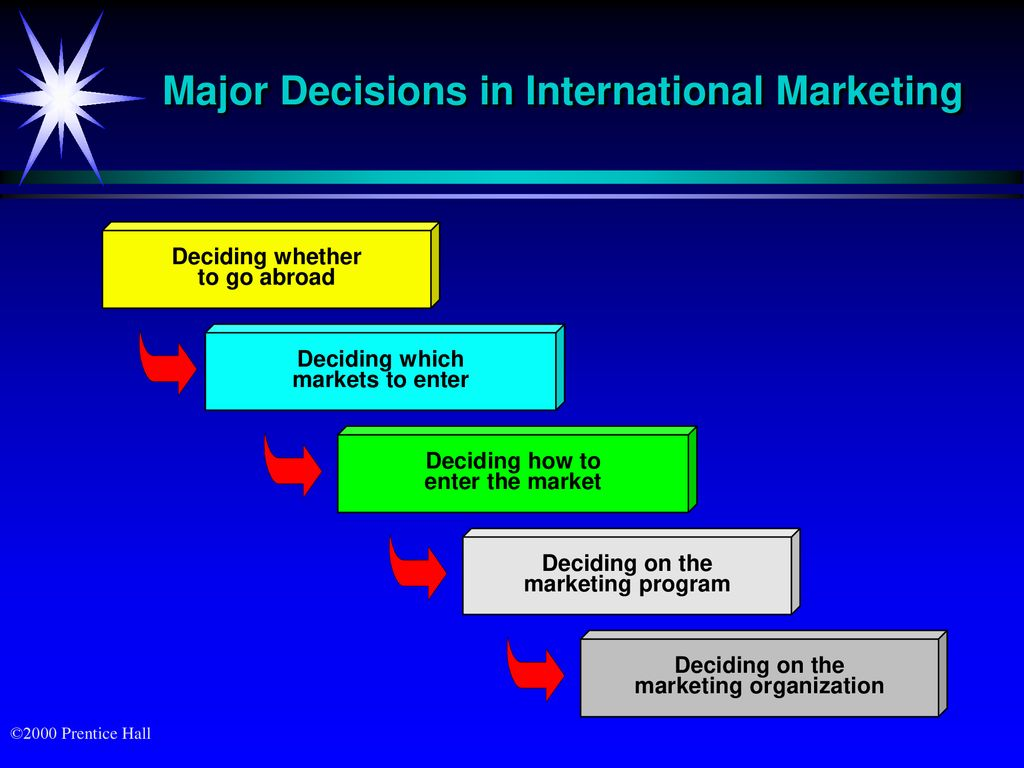 Major Decisions in International Marketing
Deciding whether
to go abroad
Deciding which
markets to enter
Deciding how to
enter the market
Deciding on the
marketing program
Deciding on the
marketing organization
©2000 Prentice Hall